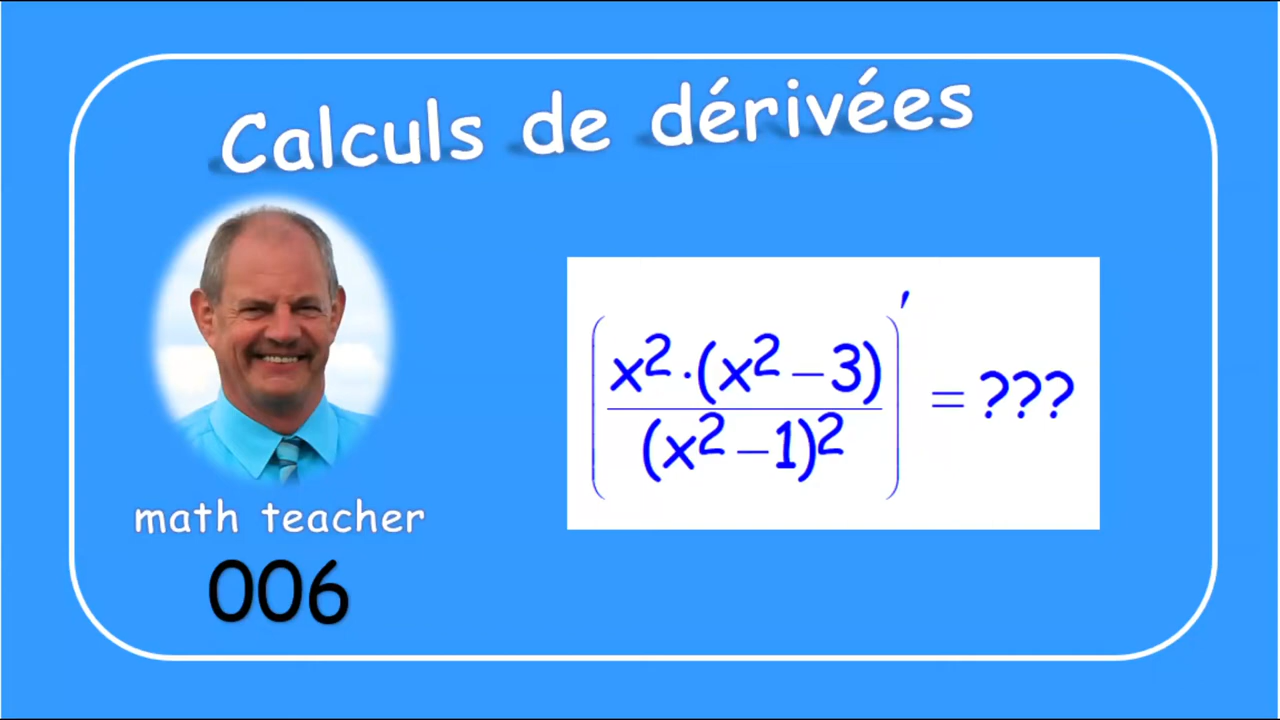 Calculs de dérivées
(x²·(x²−3) / (x²−1)²)′ = ???
math teacher
006